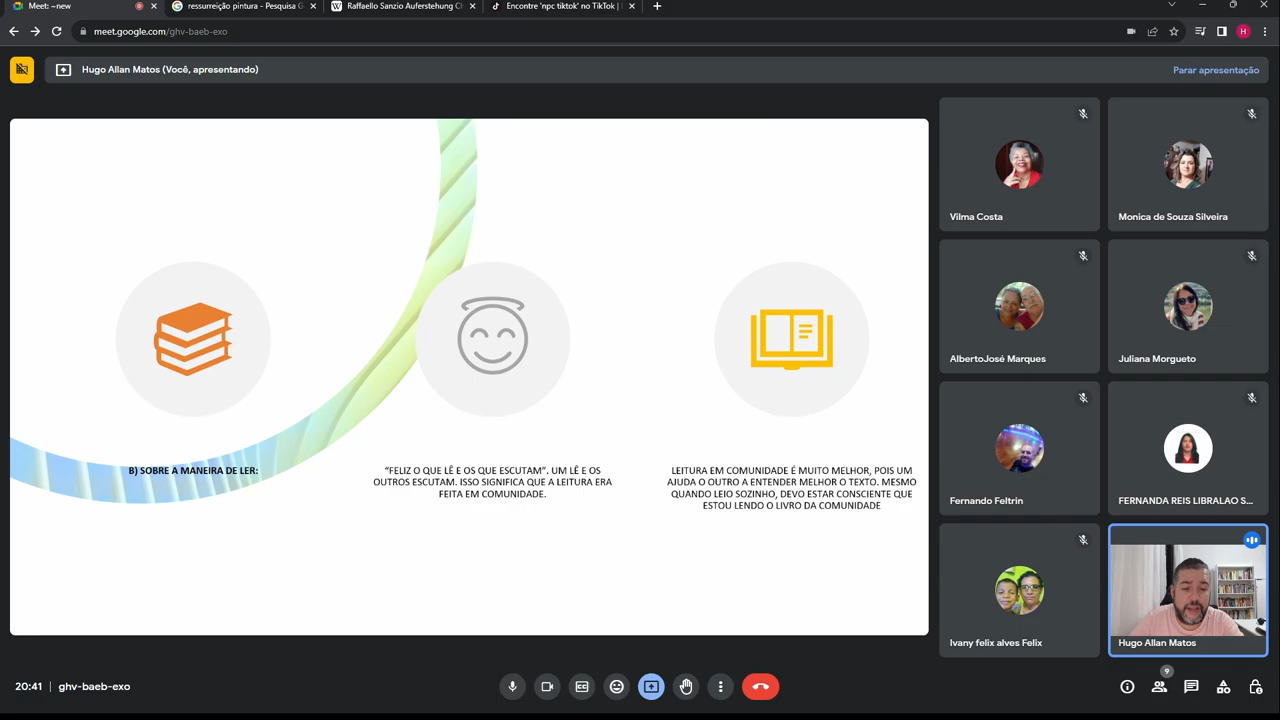 Meet: ~new
ressurreição pintura - Pesquisa G
Raffaello Sanzio Auferstehung C
Encontre 'npc tiktok' no TikTok |
meet.google.com/ghv-baeb-exo
H
Hugo Allan Matos (Você, apresentando)
Parar apresentação
B) SOBRE A MANEIRA DE LER:
“FELIZ O QUE LÊ E OS QUE ESCUTAM”. UM LÊ E OS
OUTROS ESCUTAM. ISSO SIGNIFICA QUE A LEITURA ERA
FEITA EM COMUNIDADE.
LEITURA EM COMUNIDADE É MUITO MELHOR, POIS UM
AJUDA O OUTRO A ENTENDER MELHOR O TEXTO. MESMO
QUANDO LEIO SOZINHO, DEVO ESTAR CONSCIENTE QUE
ESTOU LENDO O LIVRO DA COMUNIDADE
Vilma Costa
Monica de Souza Silveira
AlbertoJosé Marques
Juliana Morgueto
Fernando Feltrin
FERNANDA REIS LIBRALAO S...
Ivany felix alves Felix
Hugo Allan Matos
20:41 | ghv-baeb-exo
9